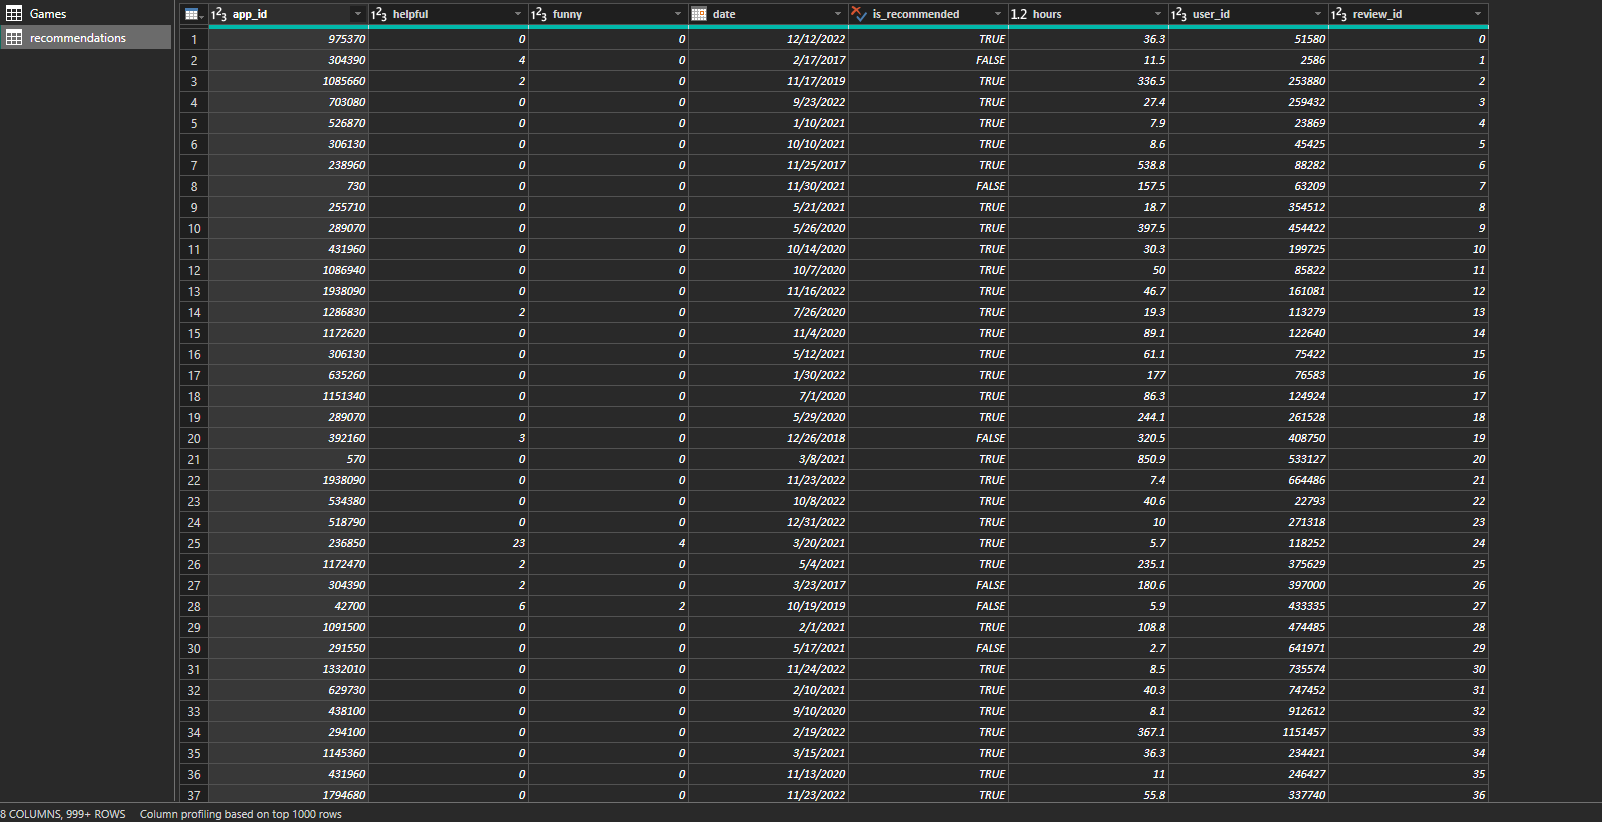 Games
recommendations
1 2 3 app_id 1 2 3 helpful 1 2 3 funny date is_recommended 1.2 hours 1 2 3 user_id 1 2 3 review_id
1 975370 0 0 12/12/2022 TRUE 36.3 51580 0
2 304390 4 0 2/17/2017 FALSE 11.5 2586 1
3 1085660 2 0 11/17/2019 TRUE 336.5 253880 2
4 703080 0 0 9/23/2022 TRUE 27.4 259432 3
5 526870 0 0 1/10/2021 TRUE 7.9 23869 4
6 306130 0 0 10/10/2021 TRUE 8.6 45425 5
7 238960 0 0 11/25/2017 TRUE 538.8 88282 6
8 730 0 0 11/30/2021 FALSE 157.5 63209 7
9 255710 0 0 5/21/2021 TRUE 18.7 354512 8
10 289070 0 0 5/26/2020 TRUE 397.5 454422 9
11 431960 0 0 10/14/2020 TRUE 30.3 199725 10
12 1086940 0 0 10/7/2020 TRUE 50 85822 11
13 1938090 0 0 11/16/2022 TRUE 46.7 161081 12
14 1286830 2 0 7/26/2020 TRUE 19.3 113279 13
15 1172620 0 0 11/4/2020 TRUE 89.1 122640 14
16 306130 0 0 5/12/2021 TRUE 61.1 75422 15
17 635260 0 0 1/30/2022 TRUE 177 76583 16
18 1151340 0 0 7/1/2020 TRUE 86.3 124924 17
19 289070 0 0 5/29/2020 TRUE 244.1 261528 18
20 392160 3 0 12/26/2018 FALSE 320.5 408750 19
21 570 0 0 3/8/2021 TRUE 850.9 533127 20
22 1938090 0 0 11/23/2022 TRUE 7.4 664486 21
23 534380 0 0 10/8/2022 TRUE 40.6 22793 22
24 518790 0 0 12/31/2022 TRUE 10 271318 23
25 236850 23 4 3/20/2021 TRUE 5.7 118252 24
26 1172470 2 0 5/4/2021 TRUE 235.1 375629 25
27 304390 2 0 3/23/2017 FALSE 180.6 397000 26
28 42700 6 2 10/19/2019 FALSE 5.9 433335 27
29 1091500 0 0 2/1/2021 TRUE 108.8 474485 28
30 291550 0 0 5/17/2021 FALSE 2.7 641971 29
31 1332010 0 0 11/24/2022 TRUE 8.5 735574 30
32 629730 0 0 2/10/2021 TRUE 40.3 747452 31
33 438100 0 0 9/10/2020 TRUE 8.1 912612 32
34 294100 0 0 2/19/2022 TRUE 367.1 1151457 33
35 1145360 0 0 3/15/2021 TRUE 36.3 234421 34
36 431960 0 0 11/13/2020 TRUE 11 246427 35
37 1794680 0 0 11/23/2022 TRUE 55.8 337740 36
8 COLUMNS, 999+ ROWS Column profiling based on top 1000 rows